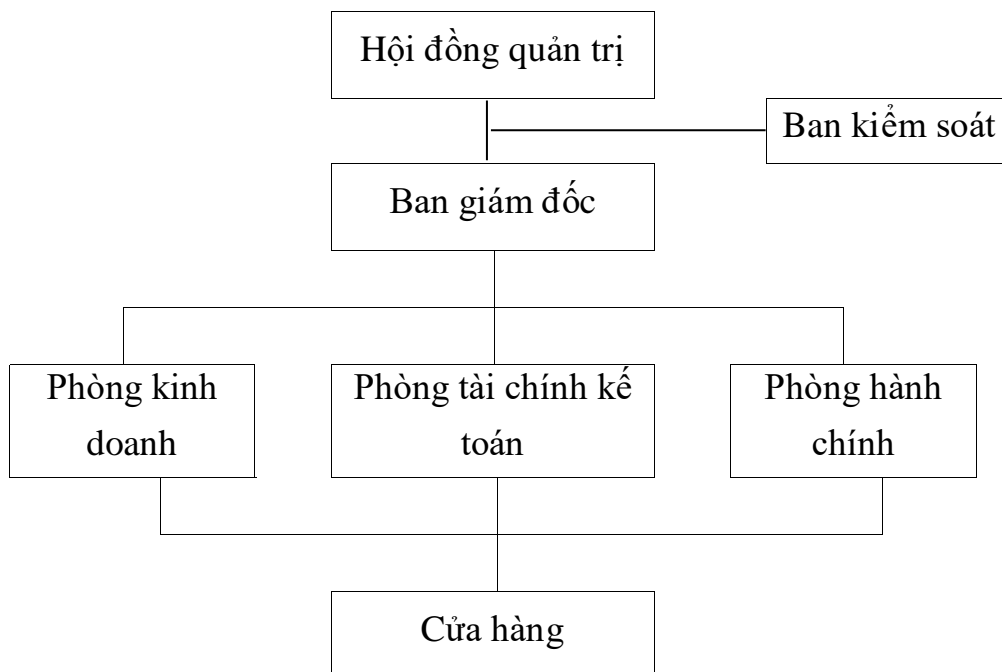 Hội đồng quản trị
Ban kiểm soát
Ban giám đốc
Phòng kinh
doanh
Phòng tài chính kế
toán
Phòng hành
chính
Cửa hàng